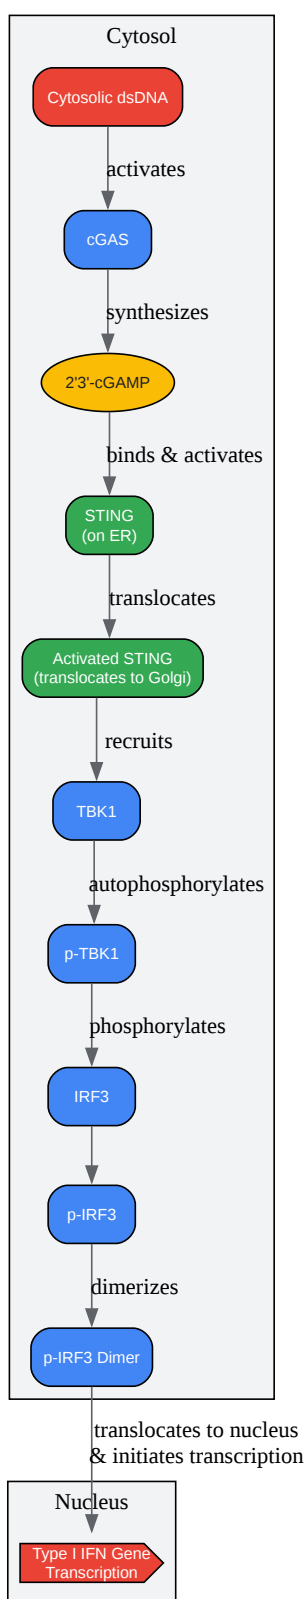 Cytosol
Cytosolic dsDNA
activates
cGAS
synthesizes
2'3'-cGAMP
binds & activates
STING
(on ER)
translocates
Activated STING
(translocates to Golgi)
recruits
TBK1
autophosphorylates
p-TBK1
phosphorylates
IRF3
p-IRF3
dimerizes
p-IRF3 Dimer
translocates to nucleus
& initiates transcription
Nucleus
Type I IFN Gene
Transcription